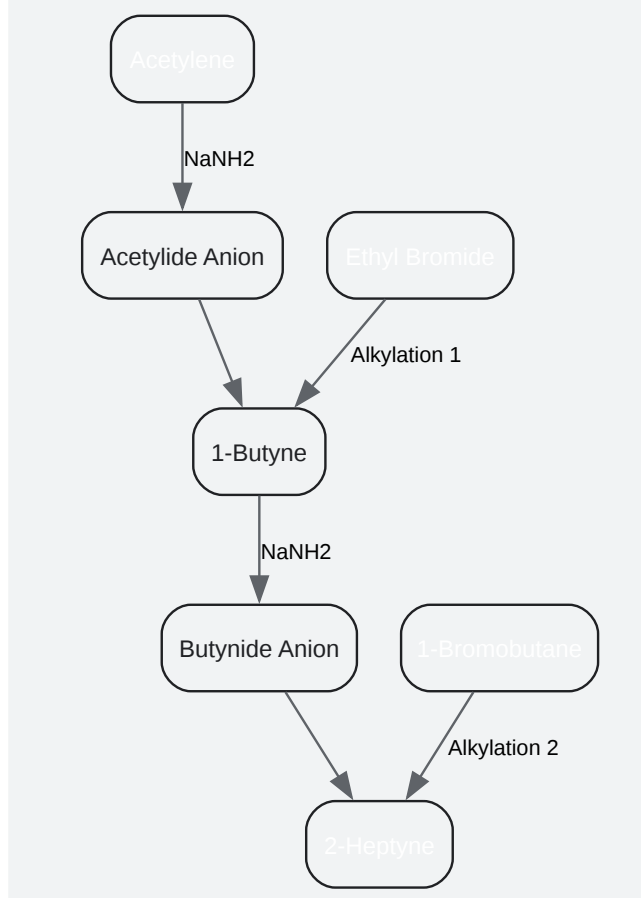 Acetylene
NaNH2
Acetylide Anion
Ethyl Bromide
Alkylation 1
1-Butyne
NaNH2
Butynide Anion
1-Bromobutane
Alkylation 2
2-Heptyne